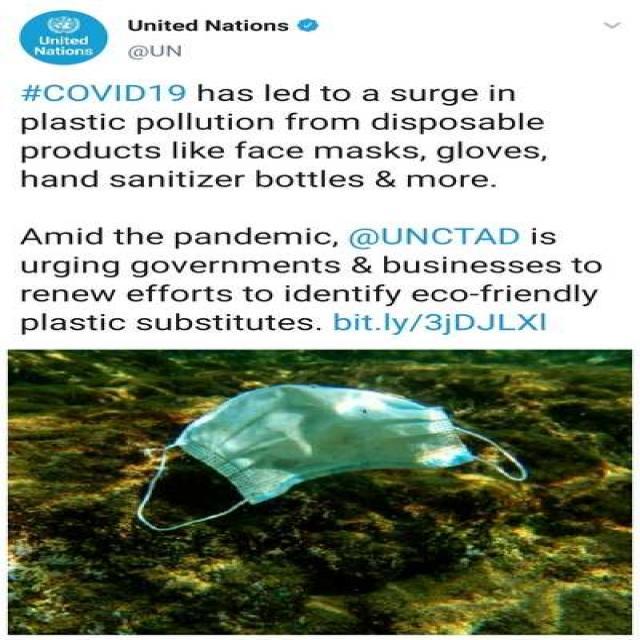 United
Nations
United Nations
@UN
#COVID19 has led to a surge in
plastic pollution from disposable
products like face masks, gloves,
hand sanitizer bottles & more.
Amid the pandemic, @UNCTAD is
urging governments & businesses to
renew efforts to identify eco-friendly
plastic substitutes. bit.ly/3jDJLXl